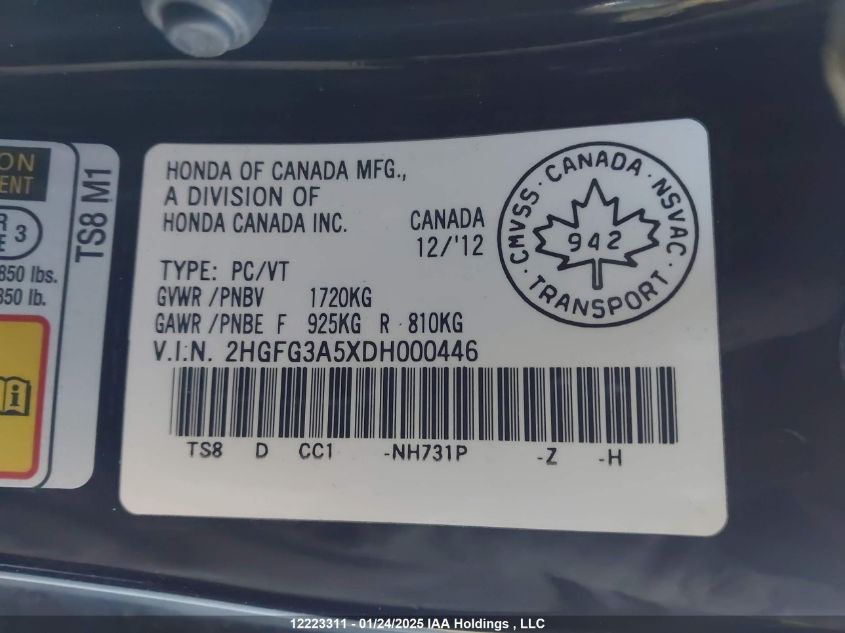 ON
ENT
R
E 3
850 lbs.
850 lb.
TS8 M1
HONDA OF CANADA MFG.,
A DIVISION OF
HONDA CANADA INC.
CANADA
12/'12
TYPE: PC/VT
GVWR /PNBV 1720KG
GAWR /PNBE F 925KG R - 810KG
V.I.N. 2HGFG3A5XDH000446
TS8 D CC1 -NH731P -Z -H
CMVSS · CANADA · NSVAC
942
TRANSPORT
12223311 - 01/24/2025 IAA Holdings , LLC